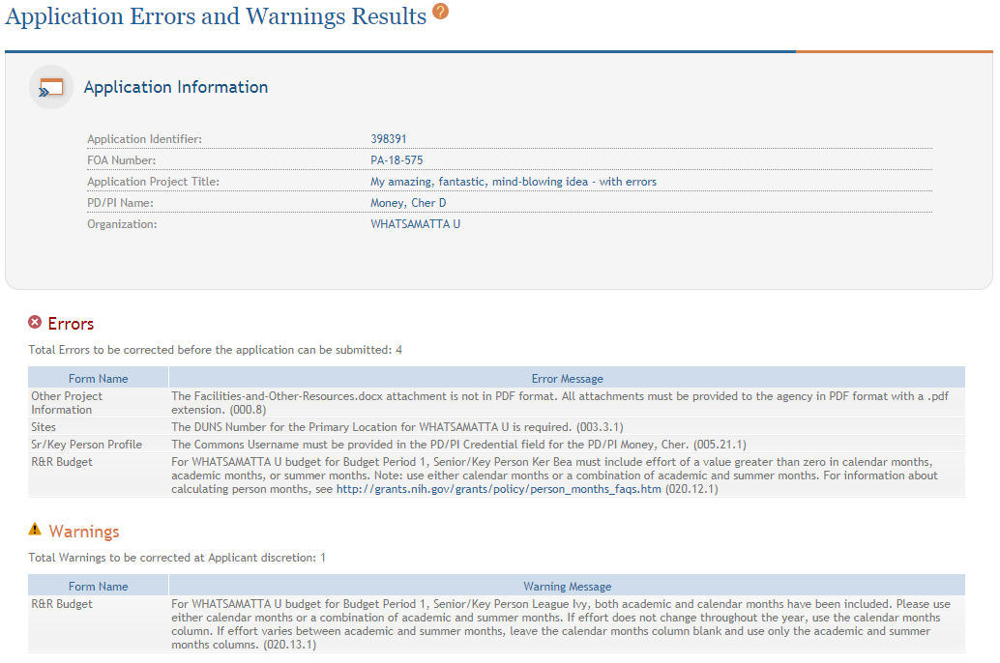 Application Errors and Warnings Results ?
Application Information
Application Identifier: 398391
FOA Number: PA-18-575
Application Project Title: My amazing, fantastic, mind-blowing idea - with errors
PD/PI Name: Money, Cher D
Organization: WHATSAMATTA U
Errors
Total Errors to be corrected before the application can be submitted: 4
Form Name Error Message
Other Project The Facilities-and-Other-Resources.docx attachment is not in PDF format. All attachments must be provided to the agency in PDF format with a .pdf
Information extension. (000.8)
Sites The DUNS Number for the Primary Location for WHATSAMATTA U is required. (003.3.1)
Sr/Key Person Profile The Commons Username must be provided in the PD/PI Credential field for the PD/PI Money, Cher. (005.21.1)
R&R Budget For WHATSAMATTA U budget for Budget Period 1, Senior/Key Person Ker Bea must include effort of a value greater than zero in calendar months,
academic months, or summer months. Note: use either calendar months or a combination of academic and summer months. For information about
calculating person months, see http://grants.nih.gov/grants/policy/person_months_faqs.htm (020.12.1)
Warnings
Total Warnings to be corrected at Applicant discretion: 1
Form Name Warning Message
R&R Budget For WHATSAMATTA U budget for Budget Period 1, Senior/Key Person League Ivy, both academic and calendar months have been included. Please use
either calendar months or a combination of academic and summer months. If effort does not change throughout the year, use the calendar months
column. If effort varies between academic and summer months, leave the calendar months column blank and use only the academic and summer
months columns. (020.13.1)